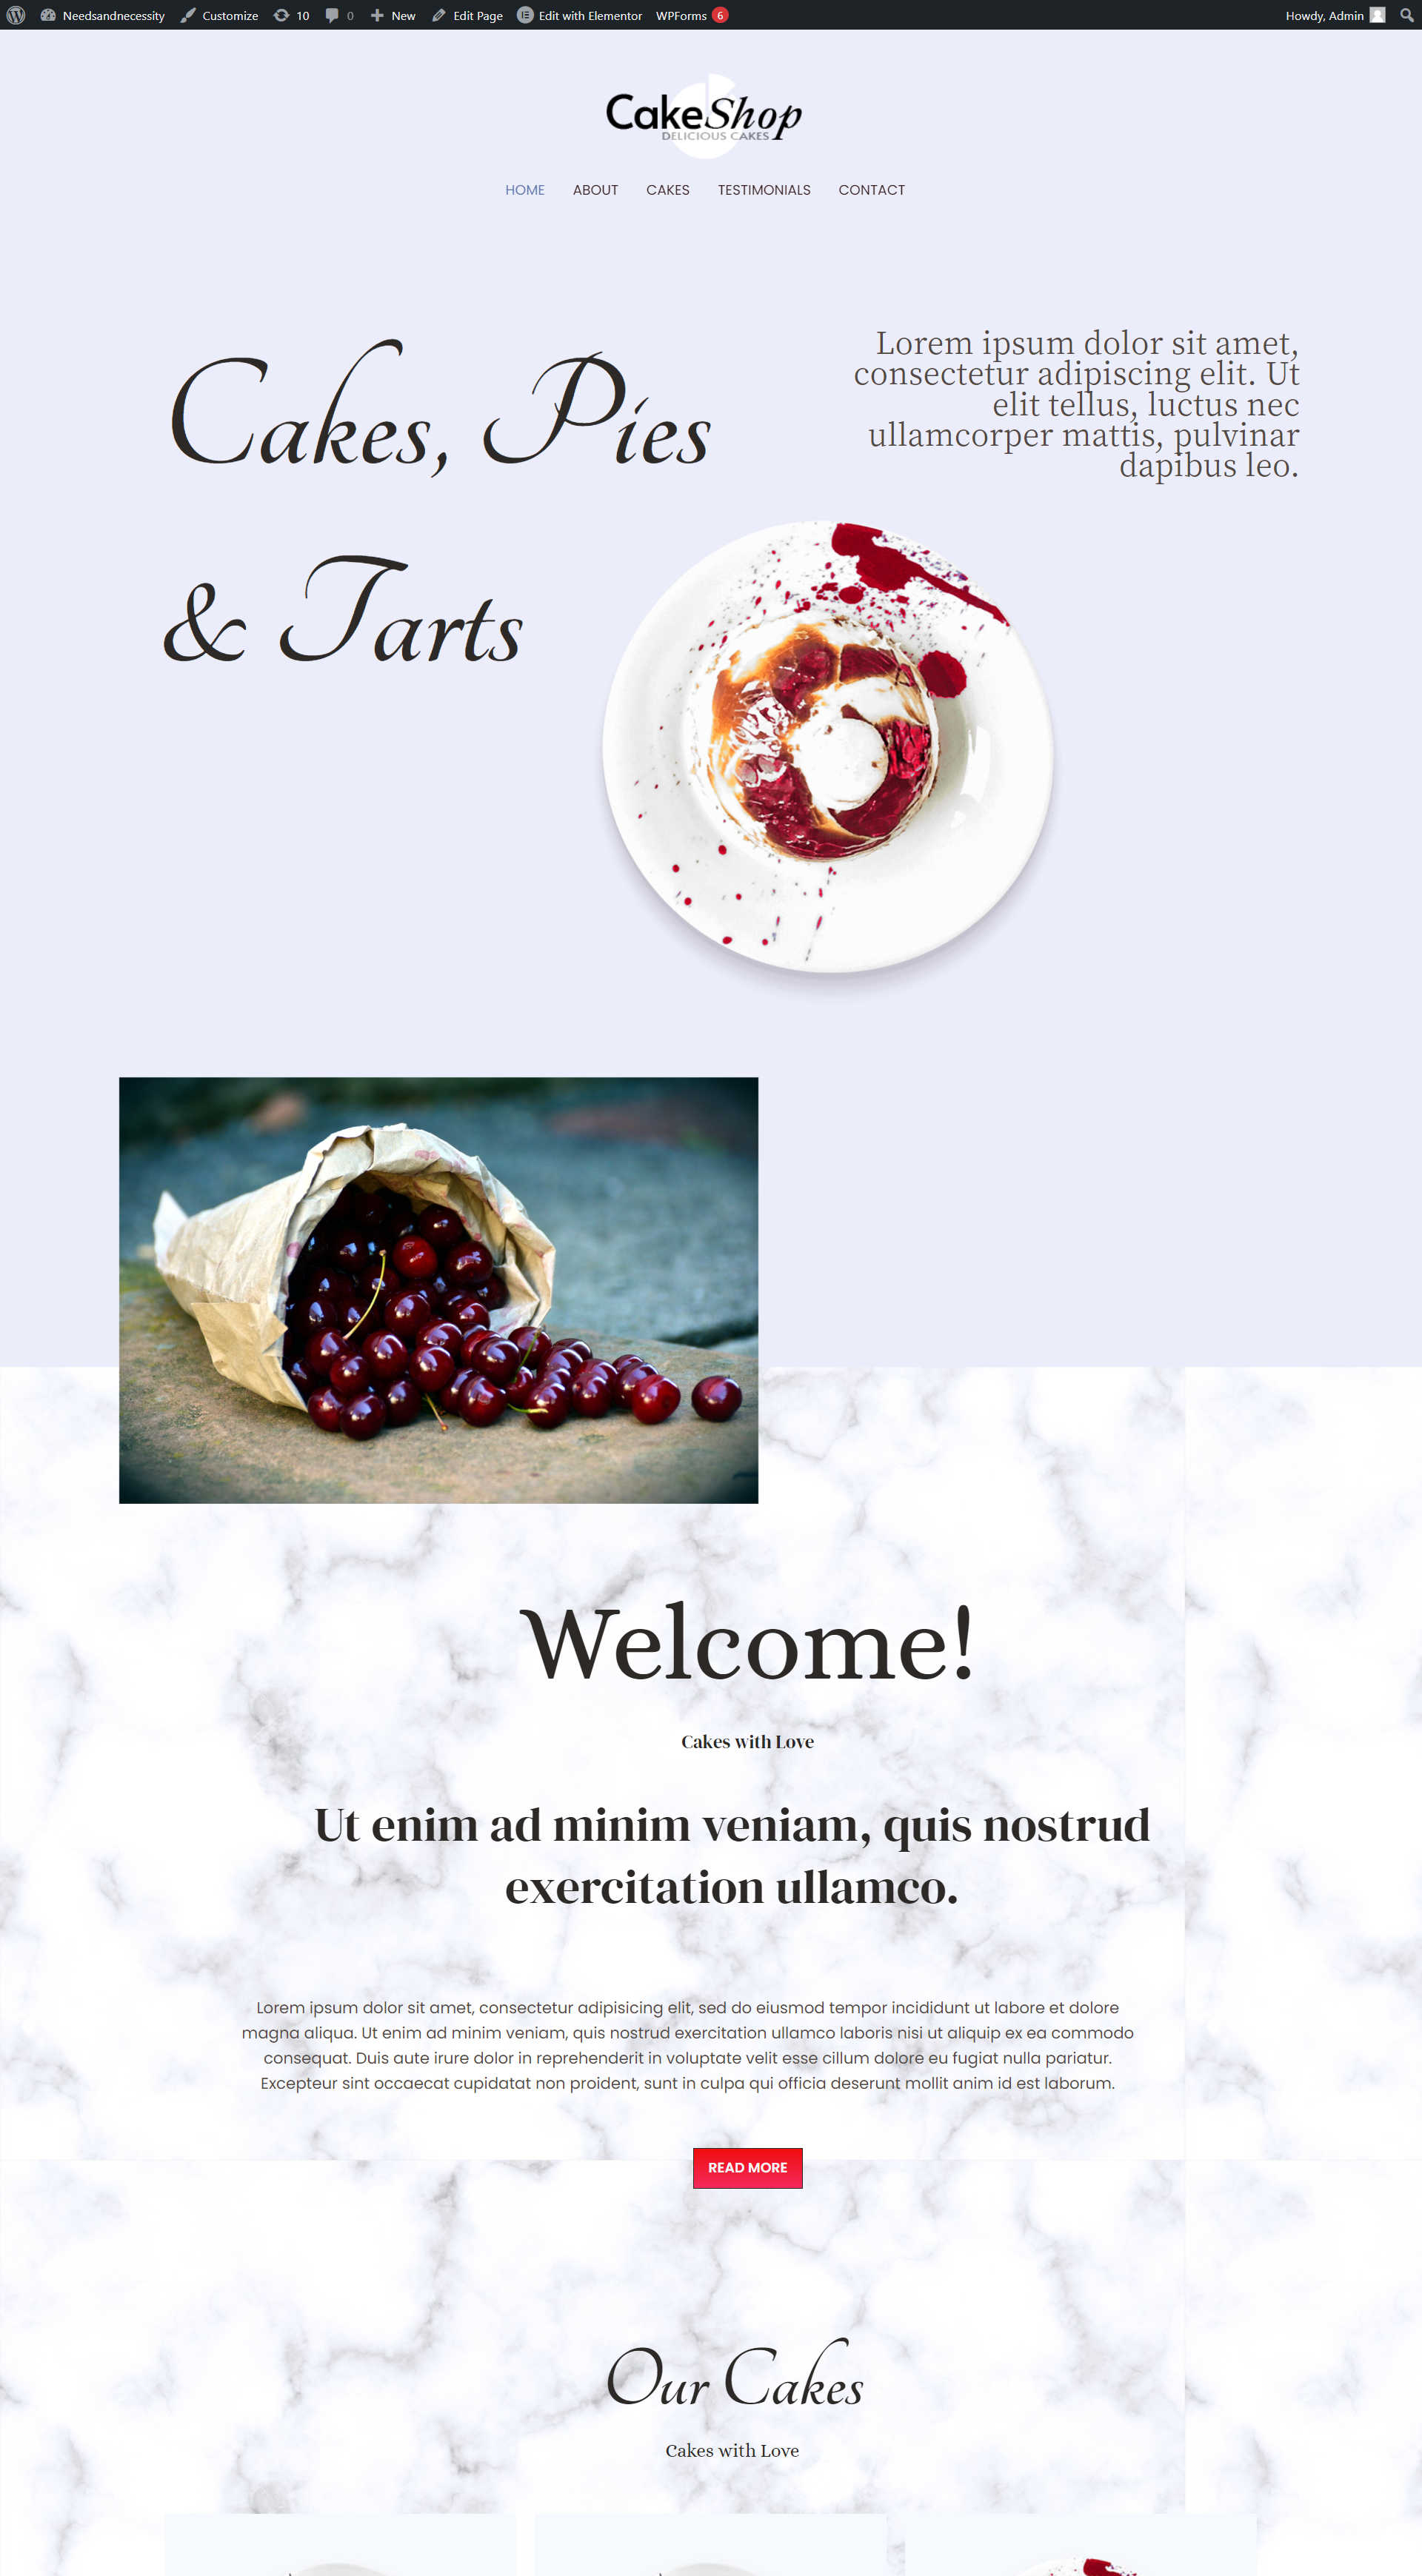 Needsandnecessity Customize 10 0 New Edit Page Edit with Elementor WPForms 6 Howdy, Admin
CakeShop
DELICIOUS CAKES
HOME ABOUT CAKES TESTIMONIALS CONTACT
Cakes, Pies
& Tarts
Lorem ipsum dolor sit amet,
consectetur adipiscing elit. Ut
elit tellus, luctus nec
ullamcorper mattis, pulvinar
dapibus leo.
Welcome!
Cakes with Love
Ut enim ad minim veniam, quis nostrud
exercitation ullamco.
Lorem ipsum dolor sit amet, consectetur adipisicing elit, sed do eiusmod tempor incididunt ut labore et dolore
magna aliqua. Ut enim ad minim veniam, quis nostrud exercitation ullamco laboris nisi ut aliquip ex ea commodo
consequat. Duis aute irure dolor in reprehenderit in voluptate velit esse cillum dolore eu fugiat nulla pariatur.
Excepteur sint occaecat cupidatat non proident, sunt in culpa qui officia deserunt mollit anim id est laborum.
READ MORE
Our Cakes
Cakes with Love